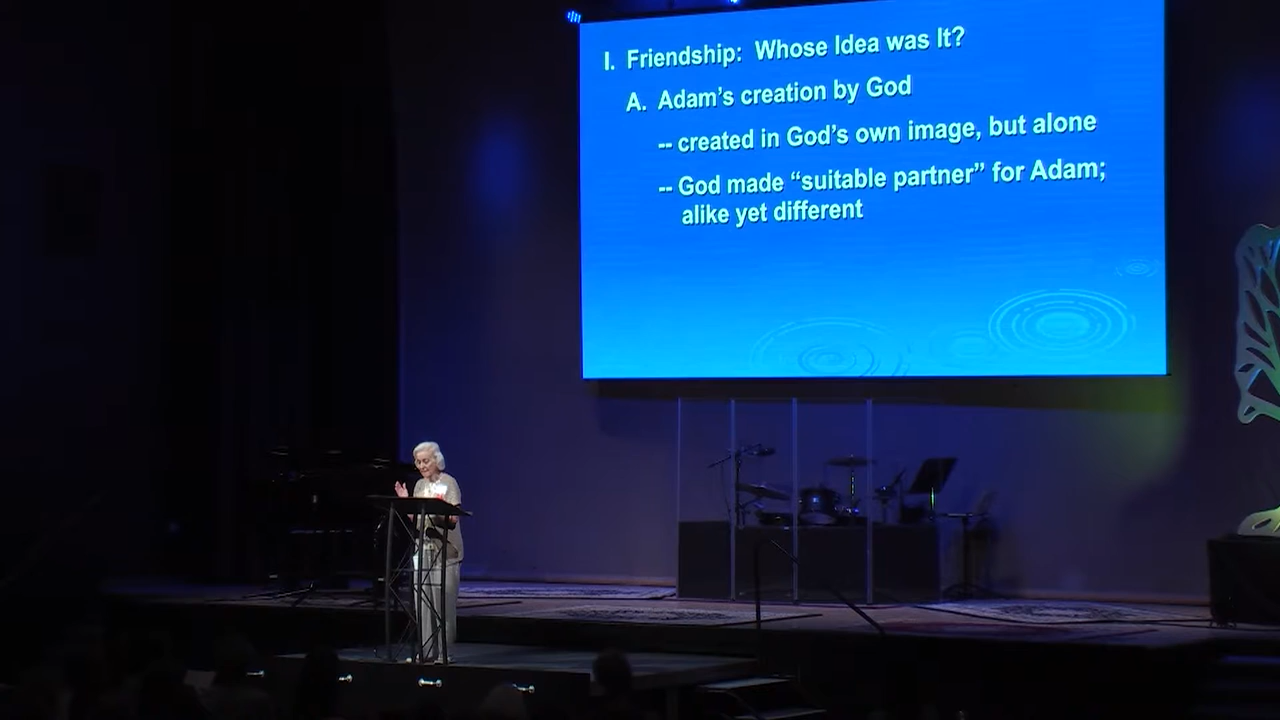 I. Friendship: Whose Idea was It?
A. Adam’s creation by God
-- created in God’s own image, but alone
-- God made “suitable partner” for Adam;
alike yet different